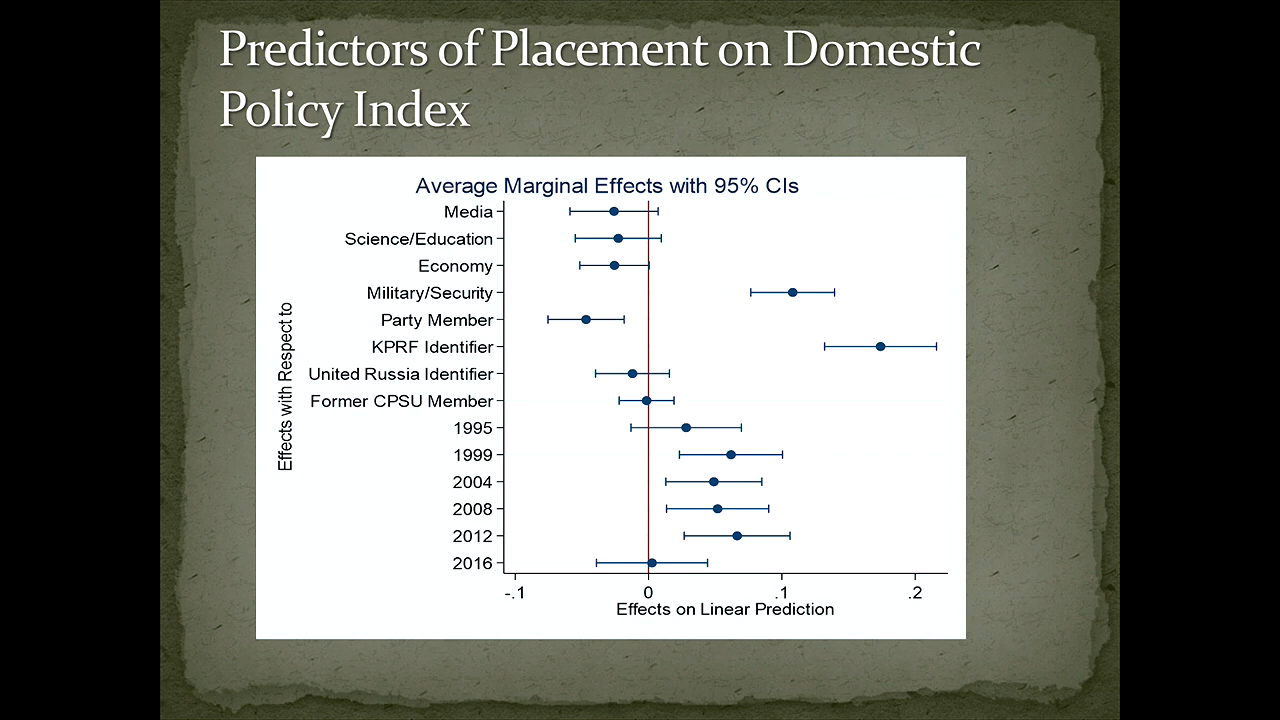 Predictors of Placement on Domestic
Policy Index
Average Marginal Effects with 95% CIs
Effects with Respect to
Media
Science/Education
Economy
Military/Security
Party Member
KPRF Identifier
United Russia Identifier
Former CPSU Member
1995
1999
2004
2008
2012
2016
-.1 0 .1 .2
Effects on Linear Prediction